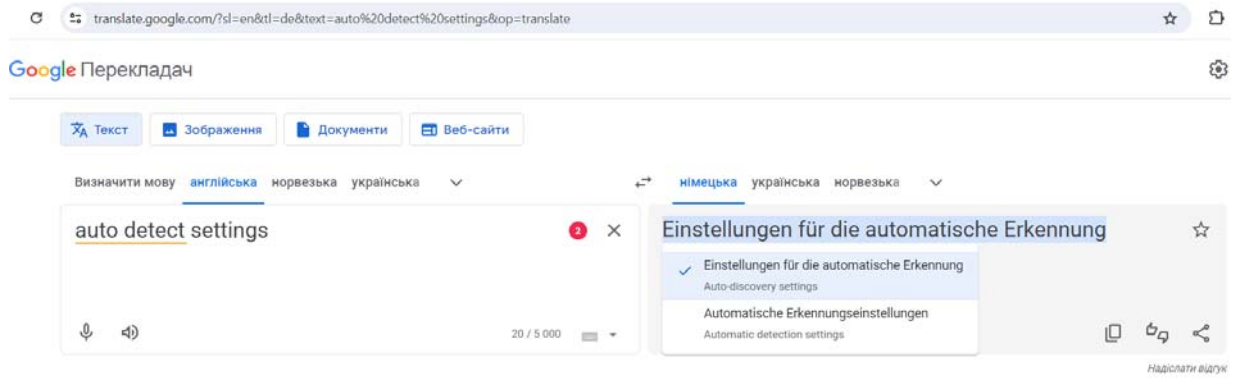 translate.google.com/?sl=en&tl=de&text=auto%20detect%20settings&op=translate
Google Перекладач
Текст Зображення Документи Веб-сайти
Визначити мову англійська норвезька українська німецька українська норвезька
auto detect settings 2 Einstellungen für die automatische Erkennung
Einstellungen für die automatische Erkennung
Auto-discovery settings
Automatische Erkennungseinstellungen
20 / 5 000 Automatic detection settings
Надіслати відгук